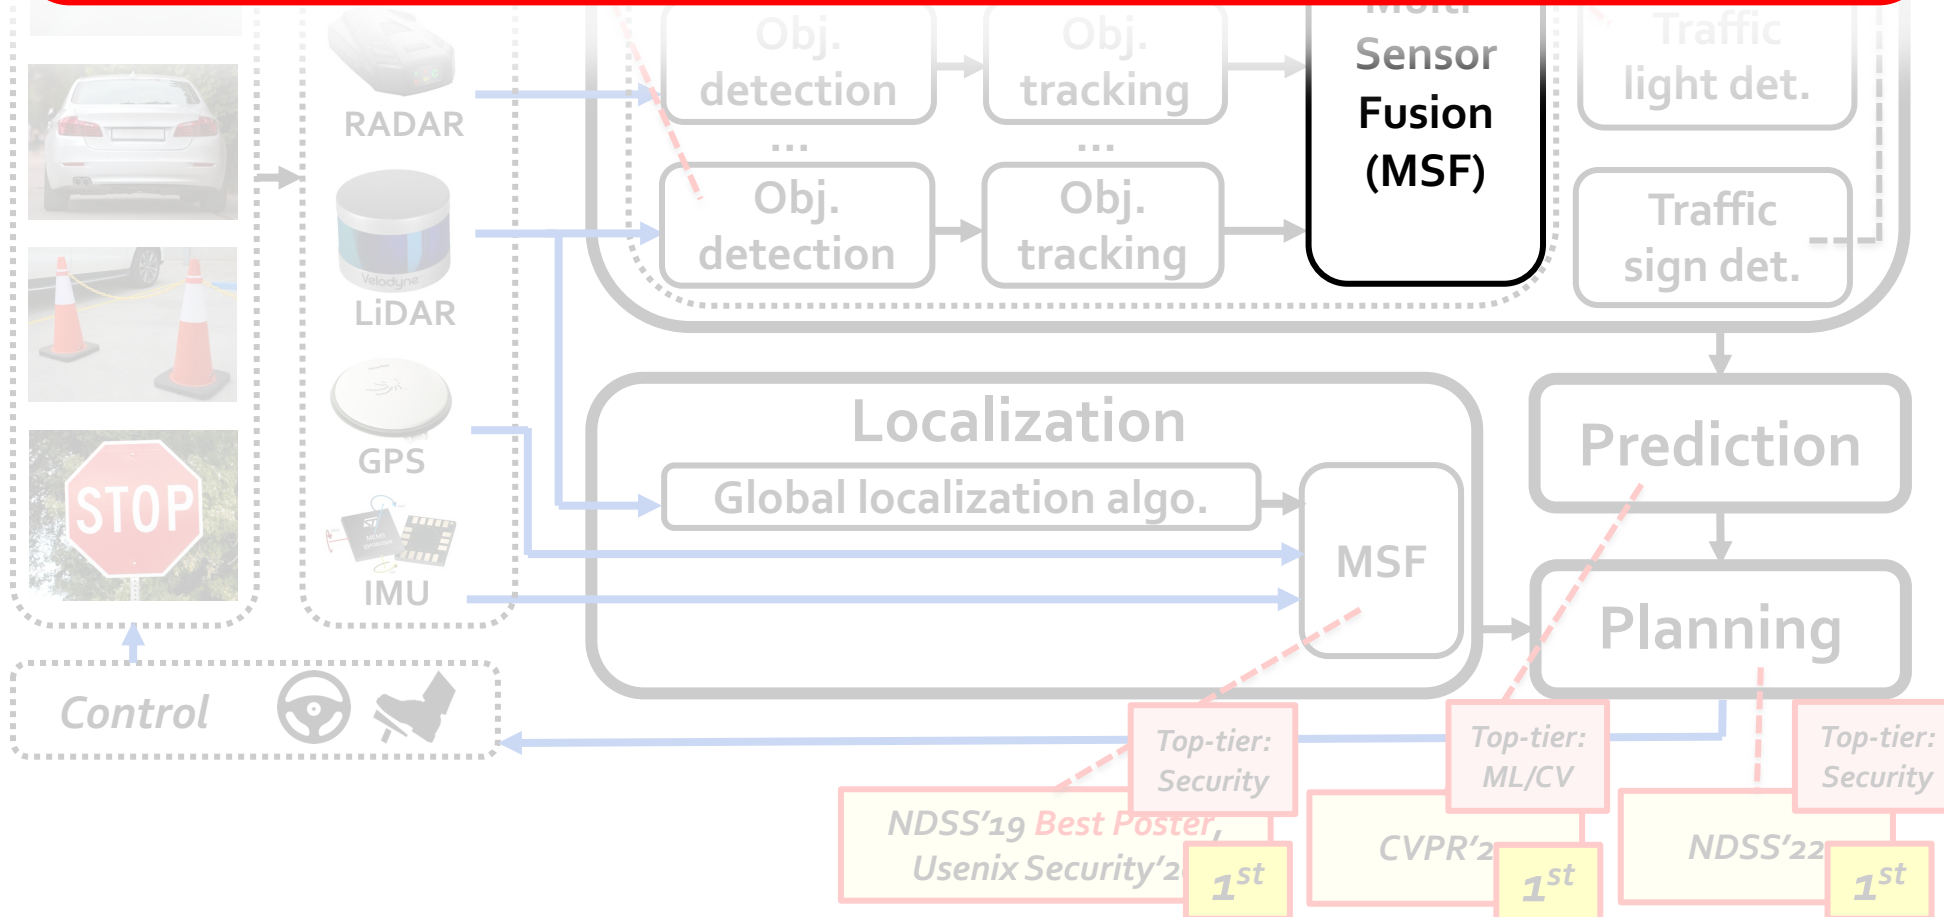 Obj.
detection
Obj.
tracking
Sensor
Fusion
(MSF)
Traffic
light det.
RADAR
...
...
Obj.
detection
Obj.
tracking
Traffic
sign det.
Velodyne
LiDAR
Localization
Prediction
GPS
Global localization algo.
STOP
MSF
IMU
Planning
Control
Top-tier:
Security
Top-tier:
ML/CV
Top-tier:
Security
NDSS'19 Best Poster,
Usenix Security'2
1st
CVPR'2
1st
NDSS'22
1st